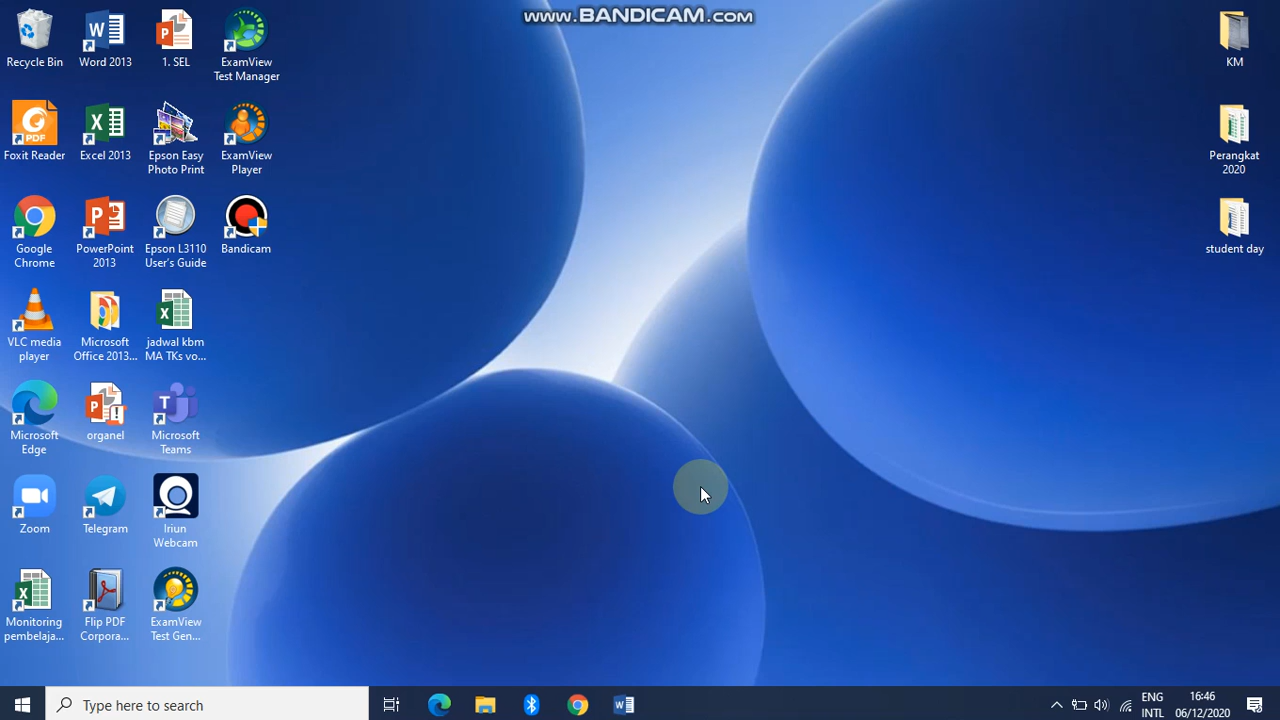 www.BANDICAM.com
Recycle Bin
Word 2013
1. SEL
ExamView
Test Manager
KM
PDF
Foxit Reader
Excel 2013
Epson Easy
Photo Print
ExamView
Player
Perangkat
2020
Google
Chrome
PowerPoint
2013
Epson L3110
User's Guide
Bandicam
student day
VLC media
player
Microsoft
Office 2013...
jadwal kbm
MA TKs vo...
Microsoft
Edge
organel
Microsoft
Teams
Zoom
Telegram
Iriun
Webcam
Monitoring
pembelaja...
Flip PDF
Corpora...
ExamView
Test Gen...
Type here to search
ENG
INTL
16:46
06/12/2020